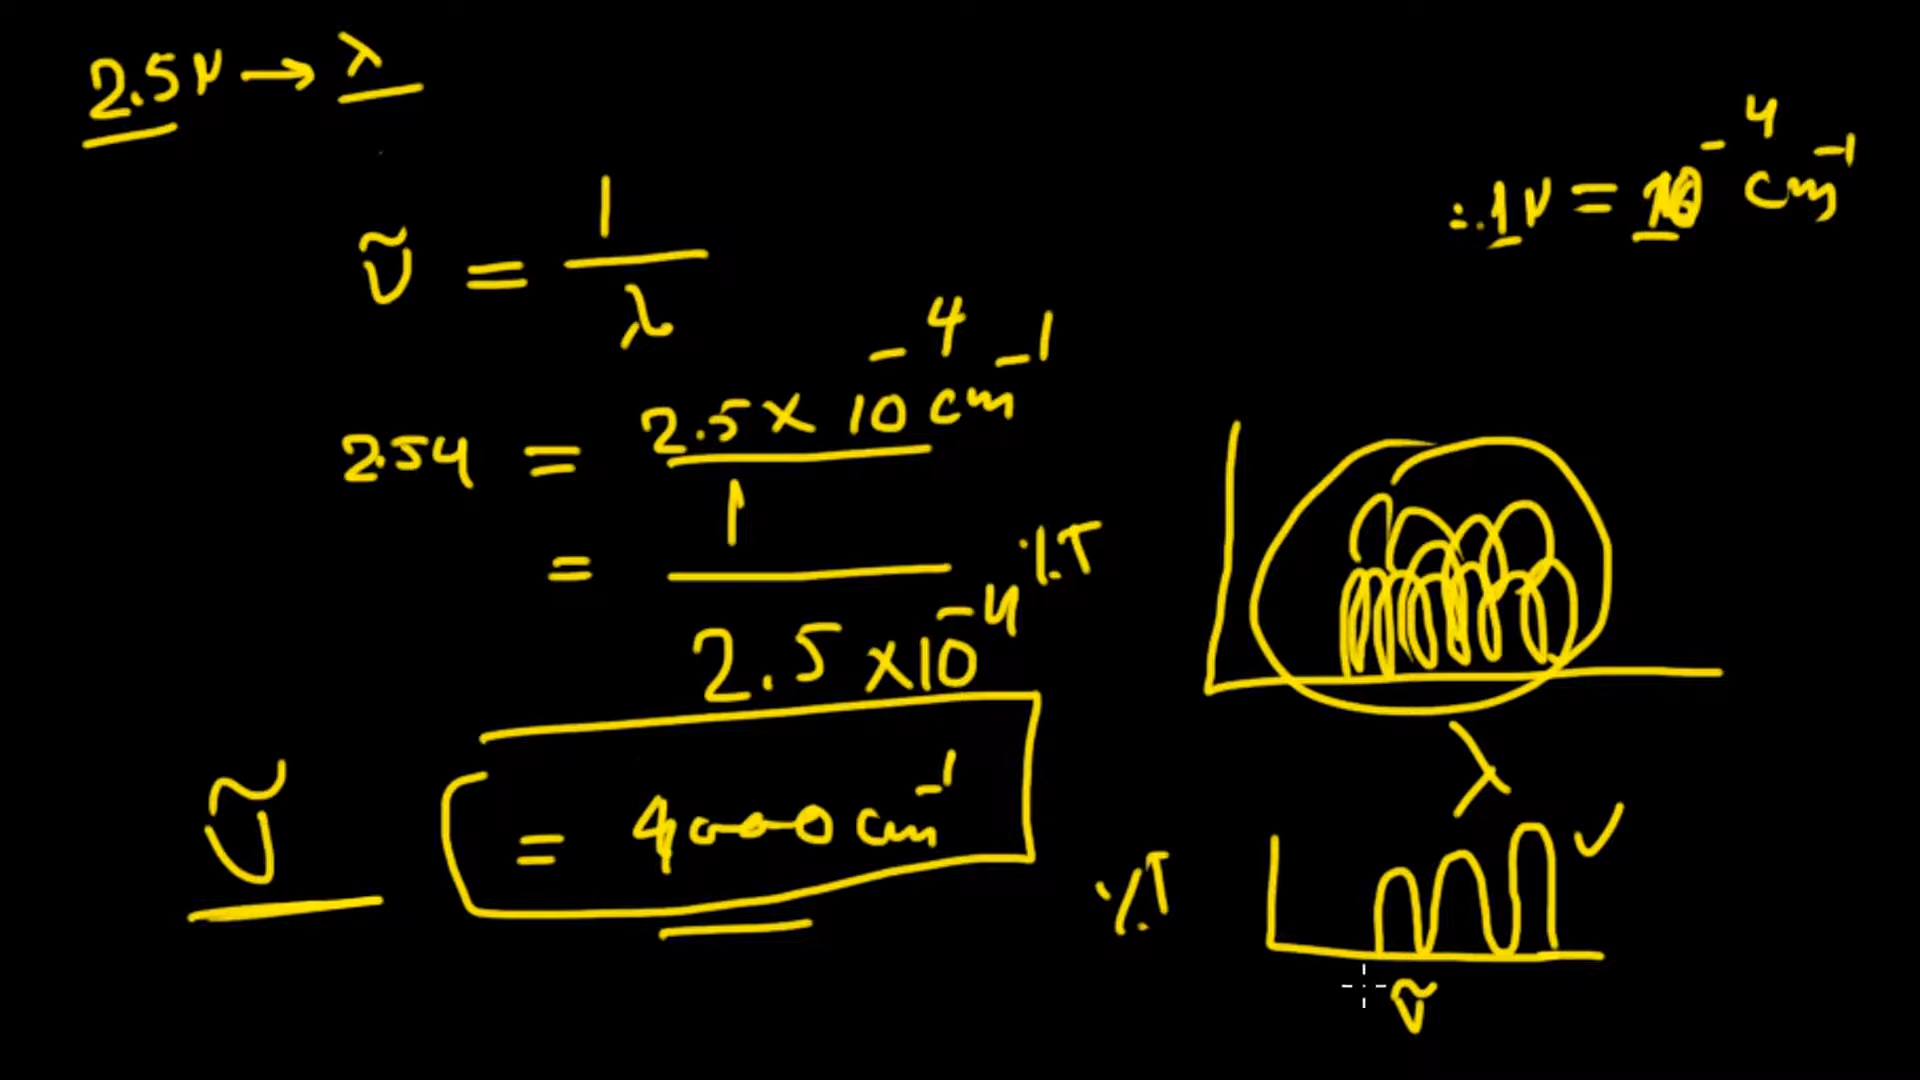 2.5μ → λ
∴ 1μ = 10⁻⁴ cm⁻¹
ν̃ = 1/λ
2.5μ = 2.5 × 10⁻⁴ cm⁻¹
= 1/2.5 × 10⁻⁴
%T
λ
ν̃ = 4000 cm⁻¹
%T
ν̃